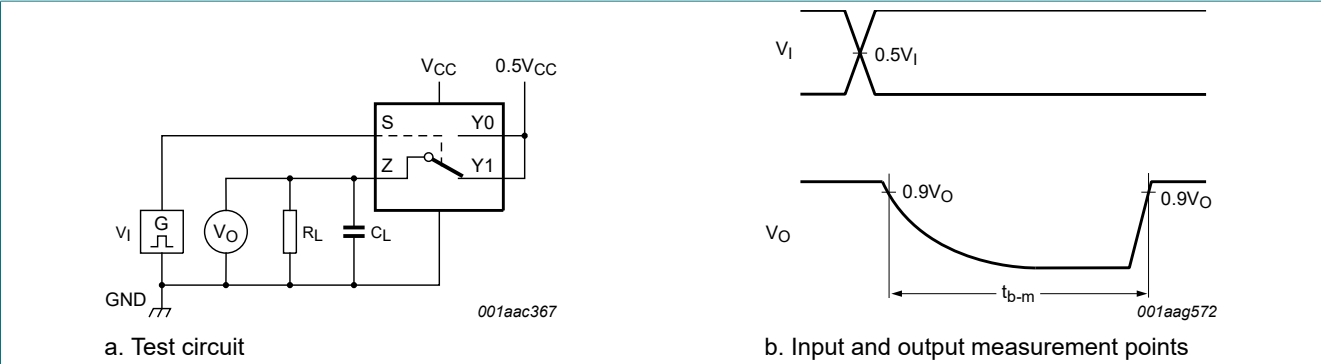 VCC 0.5VCC
S Y0
Z Y1
VI G VO RL CL
GND
001aac367
a. Test circuit
VI 0.5VI
0.9VO 0.9VO
VO
tb-m
001aag572
b. Input and output measurement points